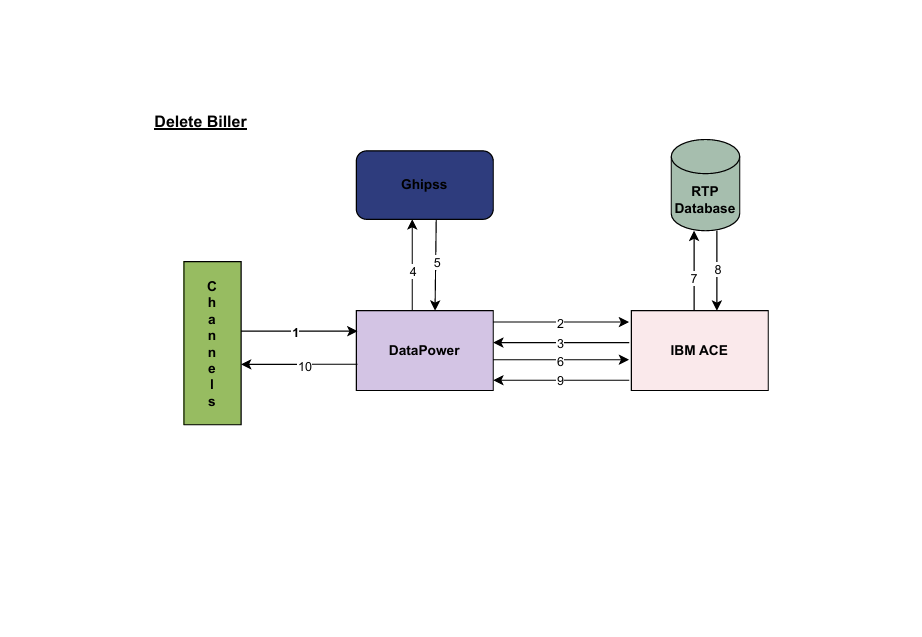 Delete Biller
Ghipss
RTP
Database
4
5
7
8
C
h
a
n
n
e
l
s
1
10
DataPower
2
3
6
9
IBM ACE